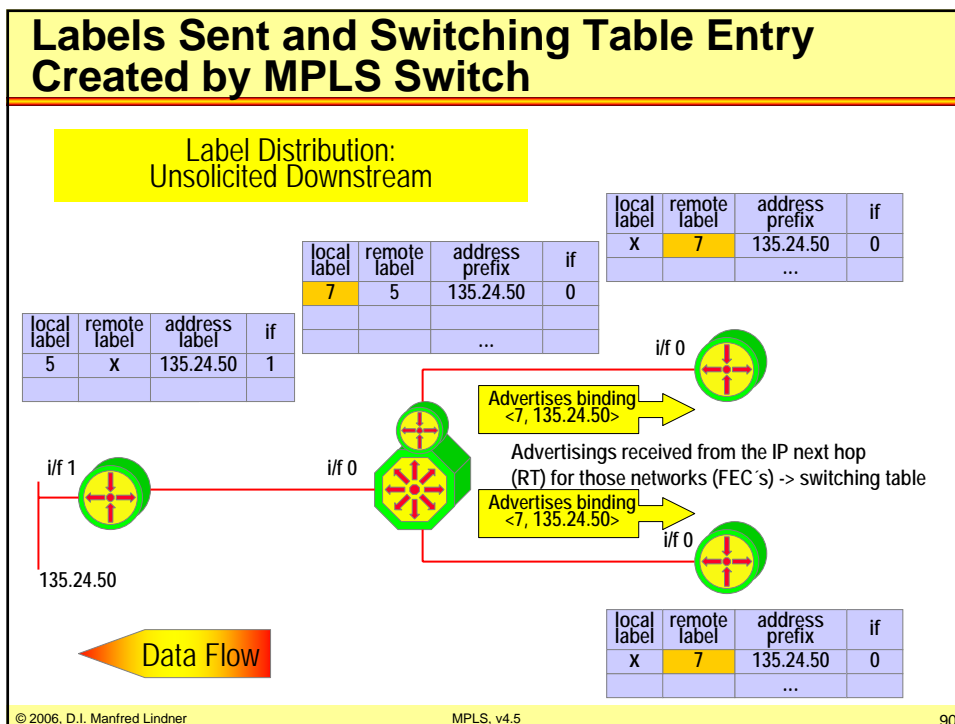 Labels Sent and Switching Table Entry
Created by MPLS Switch
Label Distribution:
Unsolicited Downstream
local label remote label address prefix if
X 7 135.24.50 0
...
local label remote label address prefix if
7 5 135.24.50 0
...
local label remote label address label if
5 X 135.24.50 1
i/f 0
Advertises binding
<7, 135.24.50>
i/f 1
i/f 0
Advertisings received from the IP next hop
(RT) for those networks (FEC´s) -> switching table
Advertises binding
<7, 135.24.50>
i/f 0
135.24.50
Data Flow
local label remote label address prefix if
X 7 135.24.50 0
...
© 2006, D.I. Manfred Lindner
MPLS, v4.5
90